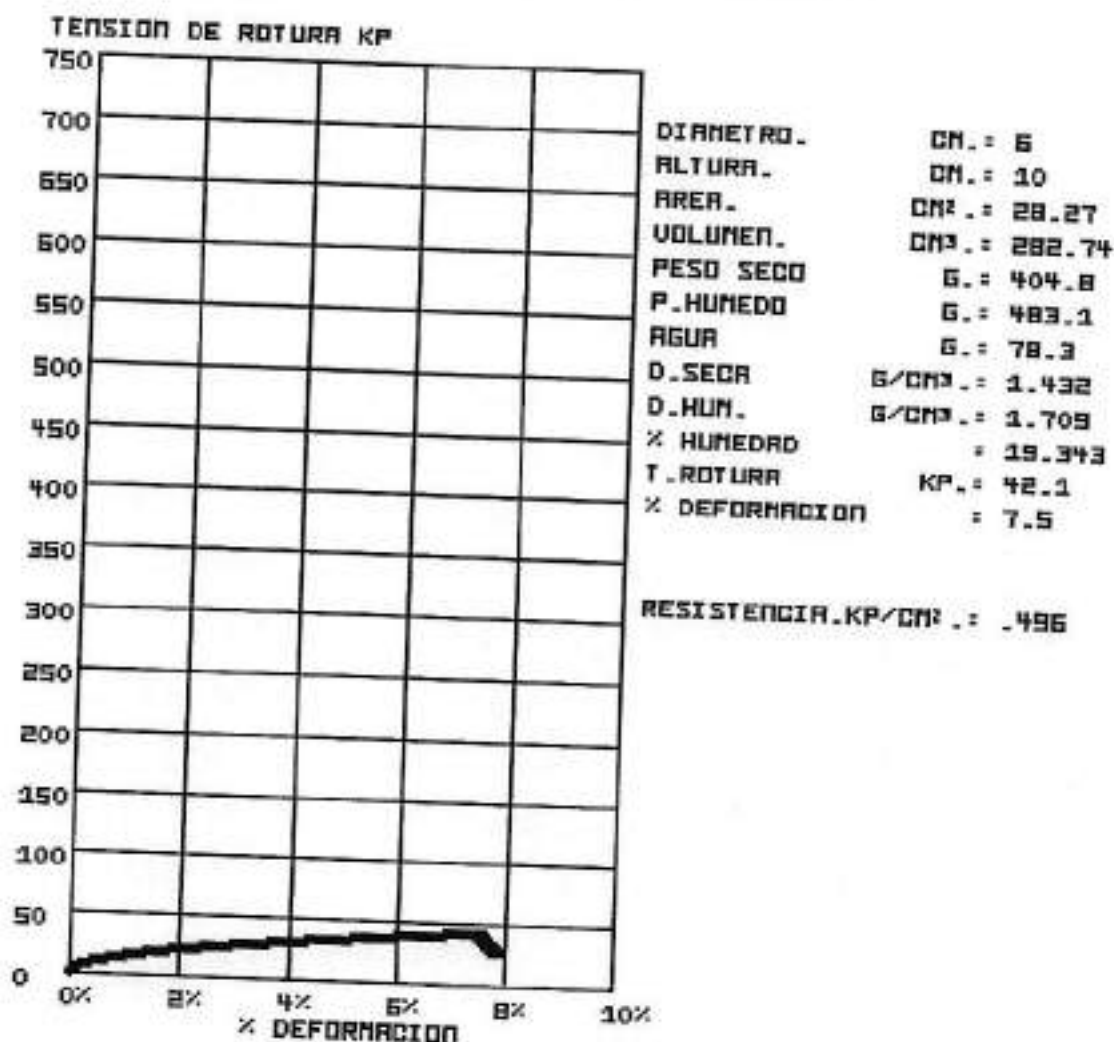 TENSION DE ROTURA KP
750
700
650
600
550
500
450
400
350
300
250
200
150
100
50
0
0% 2% 4% 6% 8% 10%
% DEFORMACION
DIAMETRO. CM.= 6
ALTURA. CM.= 10
AREA. CM².= 28.27
VOLUMEN. CM³.= 282.74
PESO SECO G.= 404.8
P.HUMEDO G.= 483.1
AGUA G.= 78.3
D.SECA G/CM³.= 1.432
D.HUM. G/CM³.= 1.709
% HUMEDAD = 19.343
T.ROTURA KP.= 42.1
% DEFORMACION = 7.5
RESISTENCIA.KP/CM².= .496